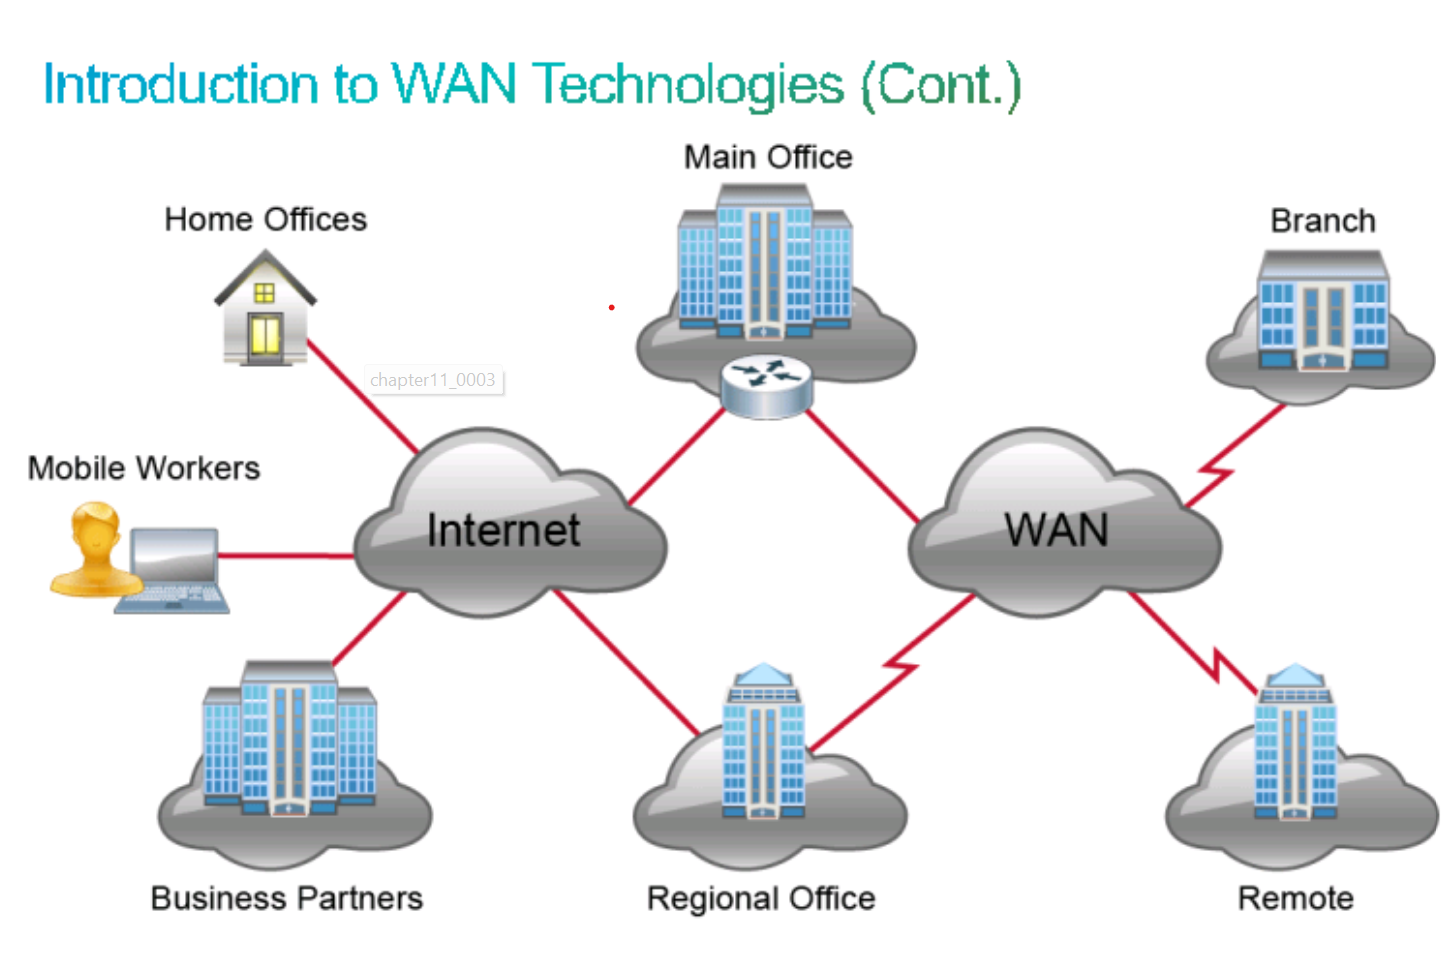 Introduction to WAN Technologies (Cont.)
Main Office
Home Offices
Branch
chapter11_0003
Mobile Workers
Internet
WAN
Business Partners
Regional Office
Remote